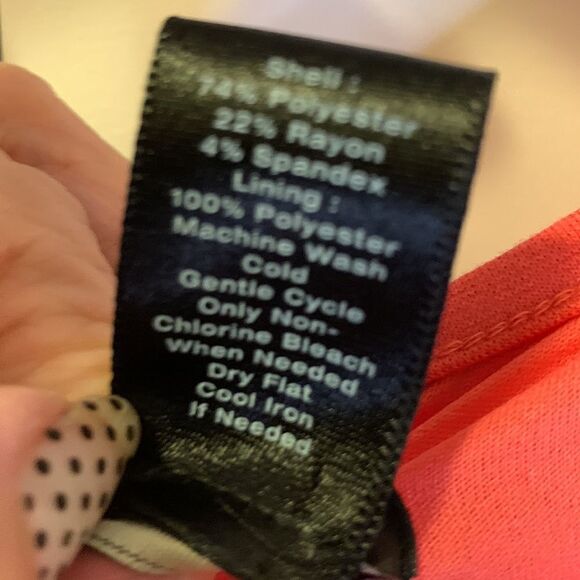 Shell :
74% Polyester
22% Rayon
4% Spandex
Lining :
100% Polyester
Machine Wash
Cold
Gentle Cycle
Only Non-
Chlorine Bleach
When Needed
Dry Flat
Cool Iron
If Needed